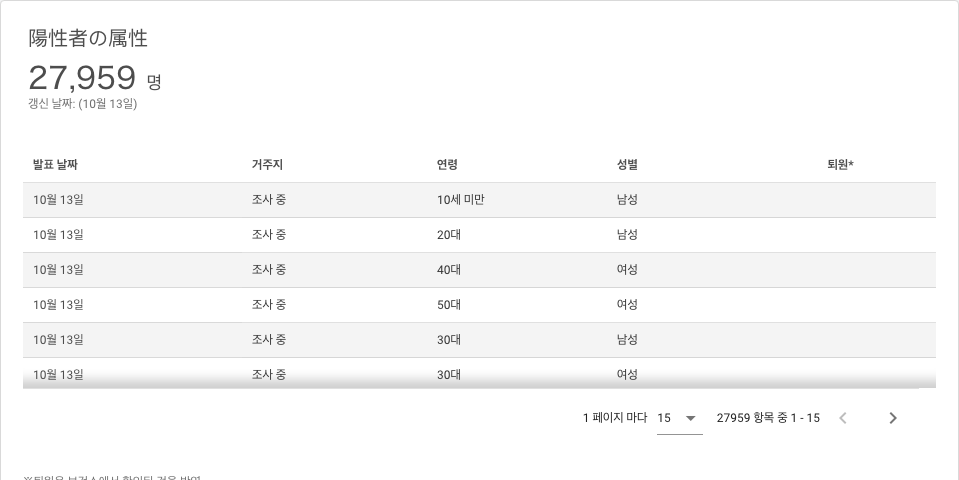 陽性者の属性
27,959 명
갱신 날짜: (10월 13일)
발표 날짜 거주지 연령 성별 퇴원*
10월 13일 조사 중 10세 미만 남성
10월 13일 조사 중 20대 남성
10월 13일 조사 중 40대 여성
10월 13일 조사 중 50대 여성
10월 13일 조사 중 30대 남성
10월 13일 조사 중 30대 여성
1 페이지 마다 15 27959 항목 중 1 - 15